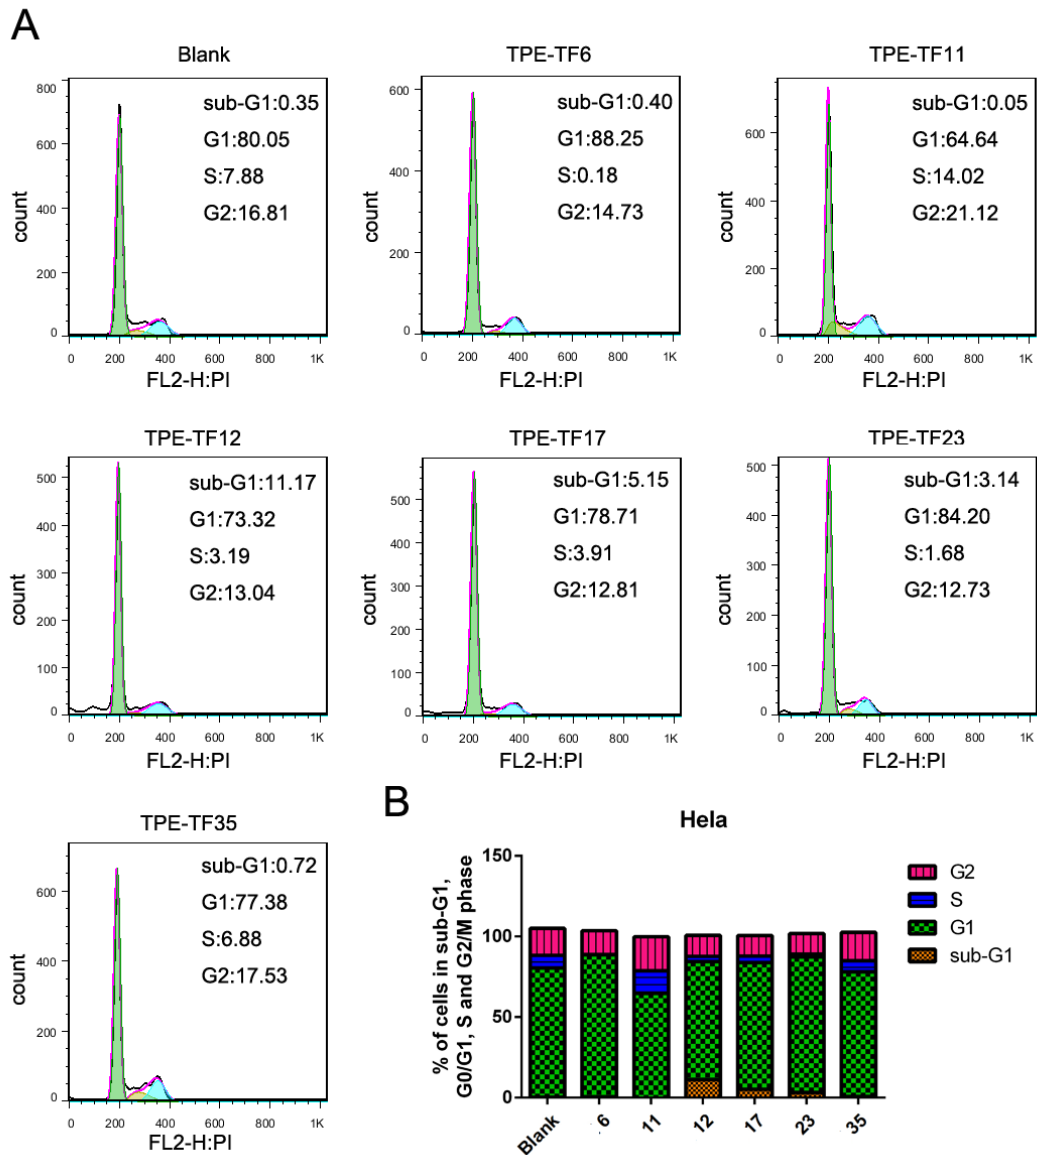 A
Blank
800
600
400
200
0
count
sub-G1:0.35
G1:80.05
S:7.88
G2:16.81
0 200 400 600 800 1K
FL2-H:PI
TPE-TF6
600
400
200
0
count
sub-G1:0.40
G1:88.25
S:0.18
G2:14.73
0 200 400 600 800 1K
FL2-H:PI
TPE-TF11
600
400
200
0
count
sub-G1:0.05
G1:64.64
S:14.02
G2:21.12
0 200 400 600 800 1K
FL2-H:PI
TPE-TF12
500
400
300
200
100
0
count
sub-G1:11.17
G1:73.32
S:3.19
G2:13.04
0 200 400 600 800 1K
FL2-H:PI
TPE-TF17
500
400
300
200
100
0
count
sub-G1:5.15
G1:78.71
S:3.91
G2:12.81
0 200 400 600 800 1K
FL2-H:PI
TPE-TF23
500
400
300
200
100
0
count
sub-G1:3.14
G1:84.20
S:1.68
G2:12.73
0 200 400 600 800 1K
FL2-H:PI
TPE-TF35
600
400
200
0
count
sub-G1:0.72
G1:77.38
S:6.88
G2:17.53
0 200 400 600 800 1K
FL2-H:PI
B
Hela
% of cells in sub-G1,
G0/G1, S and G2/M phase
150
100
50
0
Blank 6 11 12 17 23 35
G2
S
G1
sub-G1